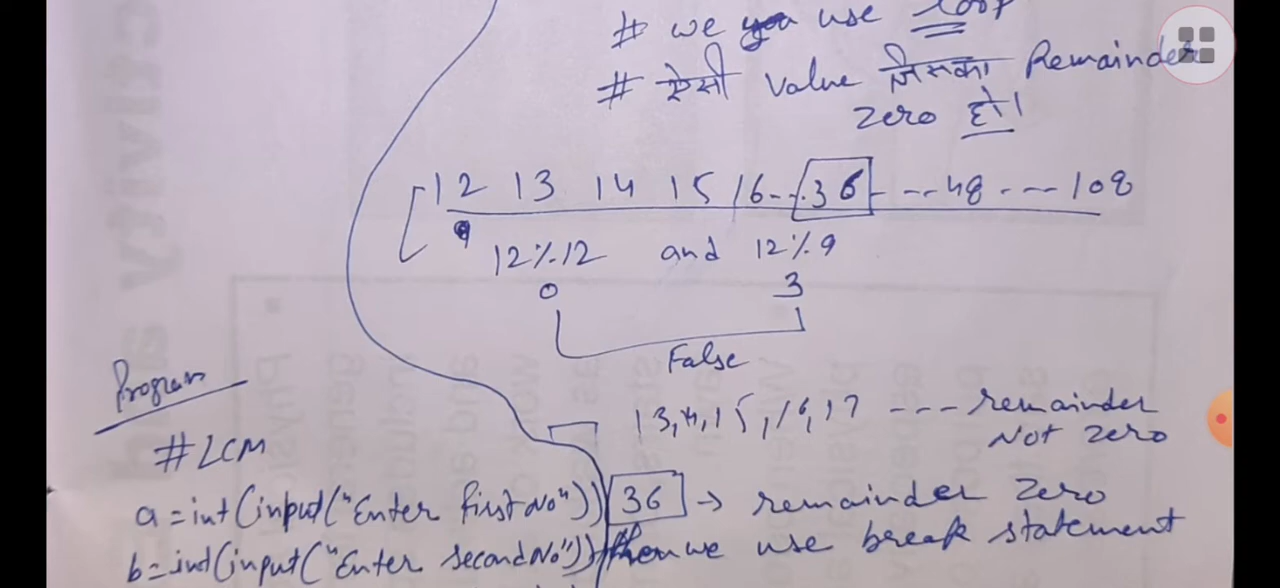 # we use loop
# ऐसी value जिसका Remainder
zero हो।
12 13 14 15 16--.36---48---108
9
12%12 and 12%9
0 3
False
13,14,15,16,17 --- remainder
Not zero
36 → remainder zero
then we use break statement
Program
#LCM
a=int(input("Enter first No"))
b=int(input("Enter second No"))